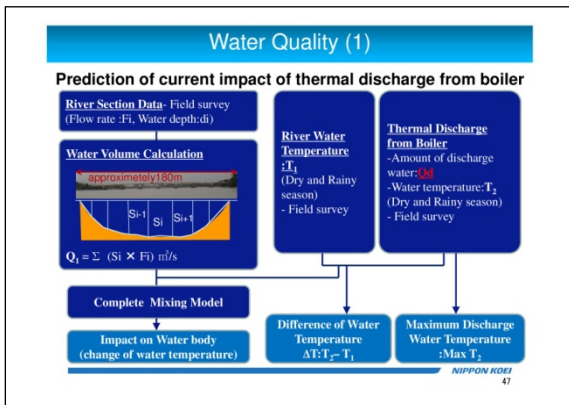 Water Quality (1)
Prediction of current impact of thermal discharge from boiler
River Section Data- Field survey
(Flow rate :Fi, Water depth:di)
Water Volume Calculation
approximately180m
Si-1
Si
Si+1
Q₁ = Σ (Si × Fi) ㎥/s
Complete Mixing Model
Impact on Water body
(change of water temperature)
River Water
Temperature
:T₁
(Dry and Rainy
season)
- Field survey
Difference of Water
Temperature
ΔT:T₂– T₁
Thermal Discharge
from Boiler
-Amount of discharge
water:Qd
-Water temperature:T₂
(Dry and Rainy season)
- Field survey
Maximum Discharge
Water Temperature
:Max T₂
NIPPON KOEI
47